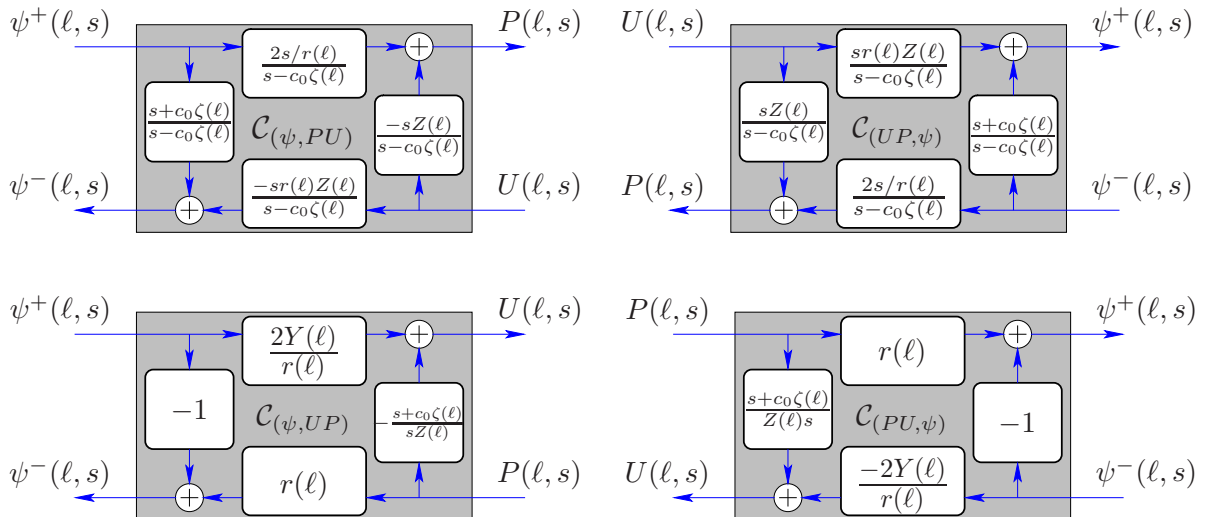 ψ⁺(ℓ, s)
P(ℓ, s)
2s/r(ℓ) / s−c₀ζ(ℓ)
+
s+c₀ζ(ℓ) / s−c₀ζ(ℓ)
C(ψ,PU)
−sZ(ℓ) / s−c₀ζ(ℓ)
ψ⁻(ℓ, s)
+
−sr(ℓ)Z(ℓ) / s−c₀ζ(ℓ)
U(ℓ, s)
U(ℓ, s)
ψ⁺(ℓ, s)
sr(ℓ)Z(ℓ) / s−c₀ζ(ℓ)
+
sZ(ℓ) / s−c₀ζ(ℓ)
C(UP,ψ)
s+c₀ζ(ℓ) / s−c₀ζ(ℓ)
P(ℓ, s)
+
2s/r(ℓ) / s−c₀ζ(ℓ)
ψ⁻(ℓ, s)
ψ⁺(ℓ, s)
U(ℓ, s)
2Y(ℓ) / r(ℓ)
+
−1
C(ψ,UP)
− s+c₀ζ(ℓ) / sZ(ℓ)
ψ⁻(ℓ, s)
+
r(ℓ)
P(ℓ, s)
P(ℓ, s)
ψ⁺(ℓ, s)
r(ℓ)
+
s+c₀ζ(ℓ) / Z(ℓ)s
C(PU,ψ)
−1
U(ℓ, s)
+
−2Y(ℓ) / r(ℓ)
ψ⁻(ℓ, s)